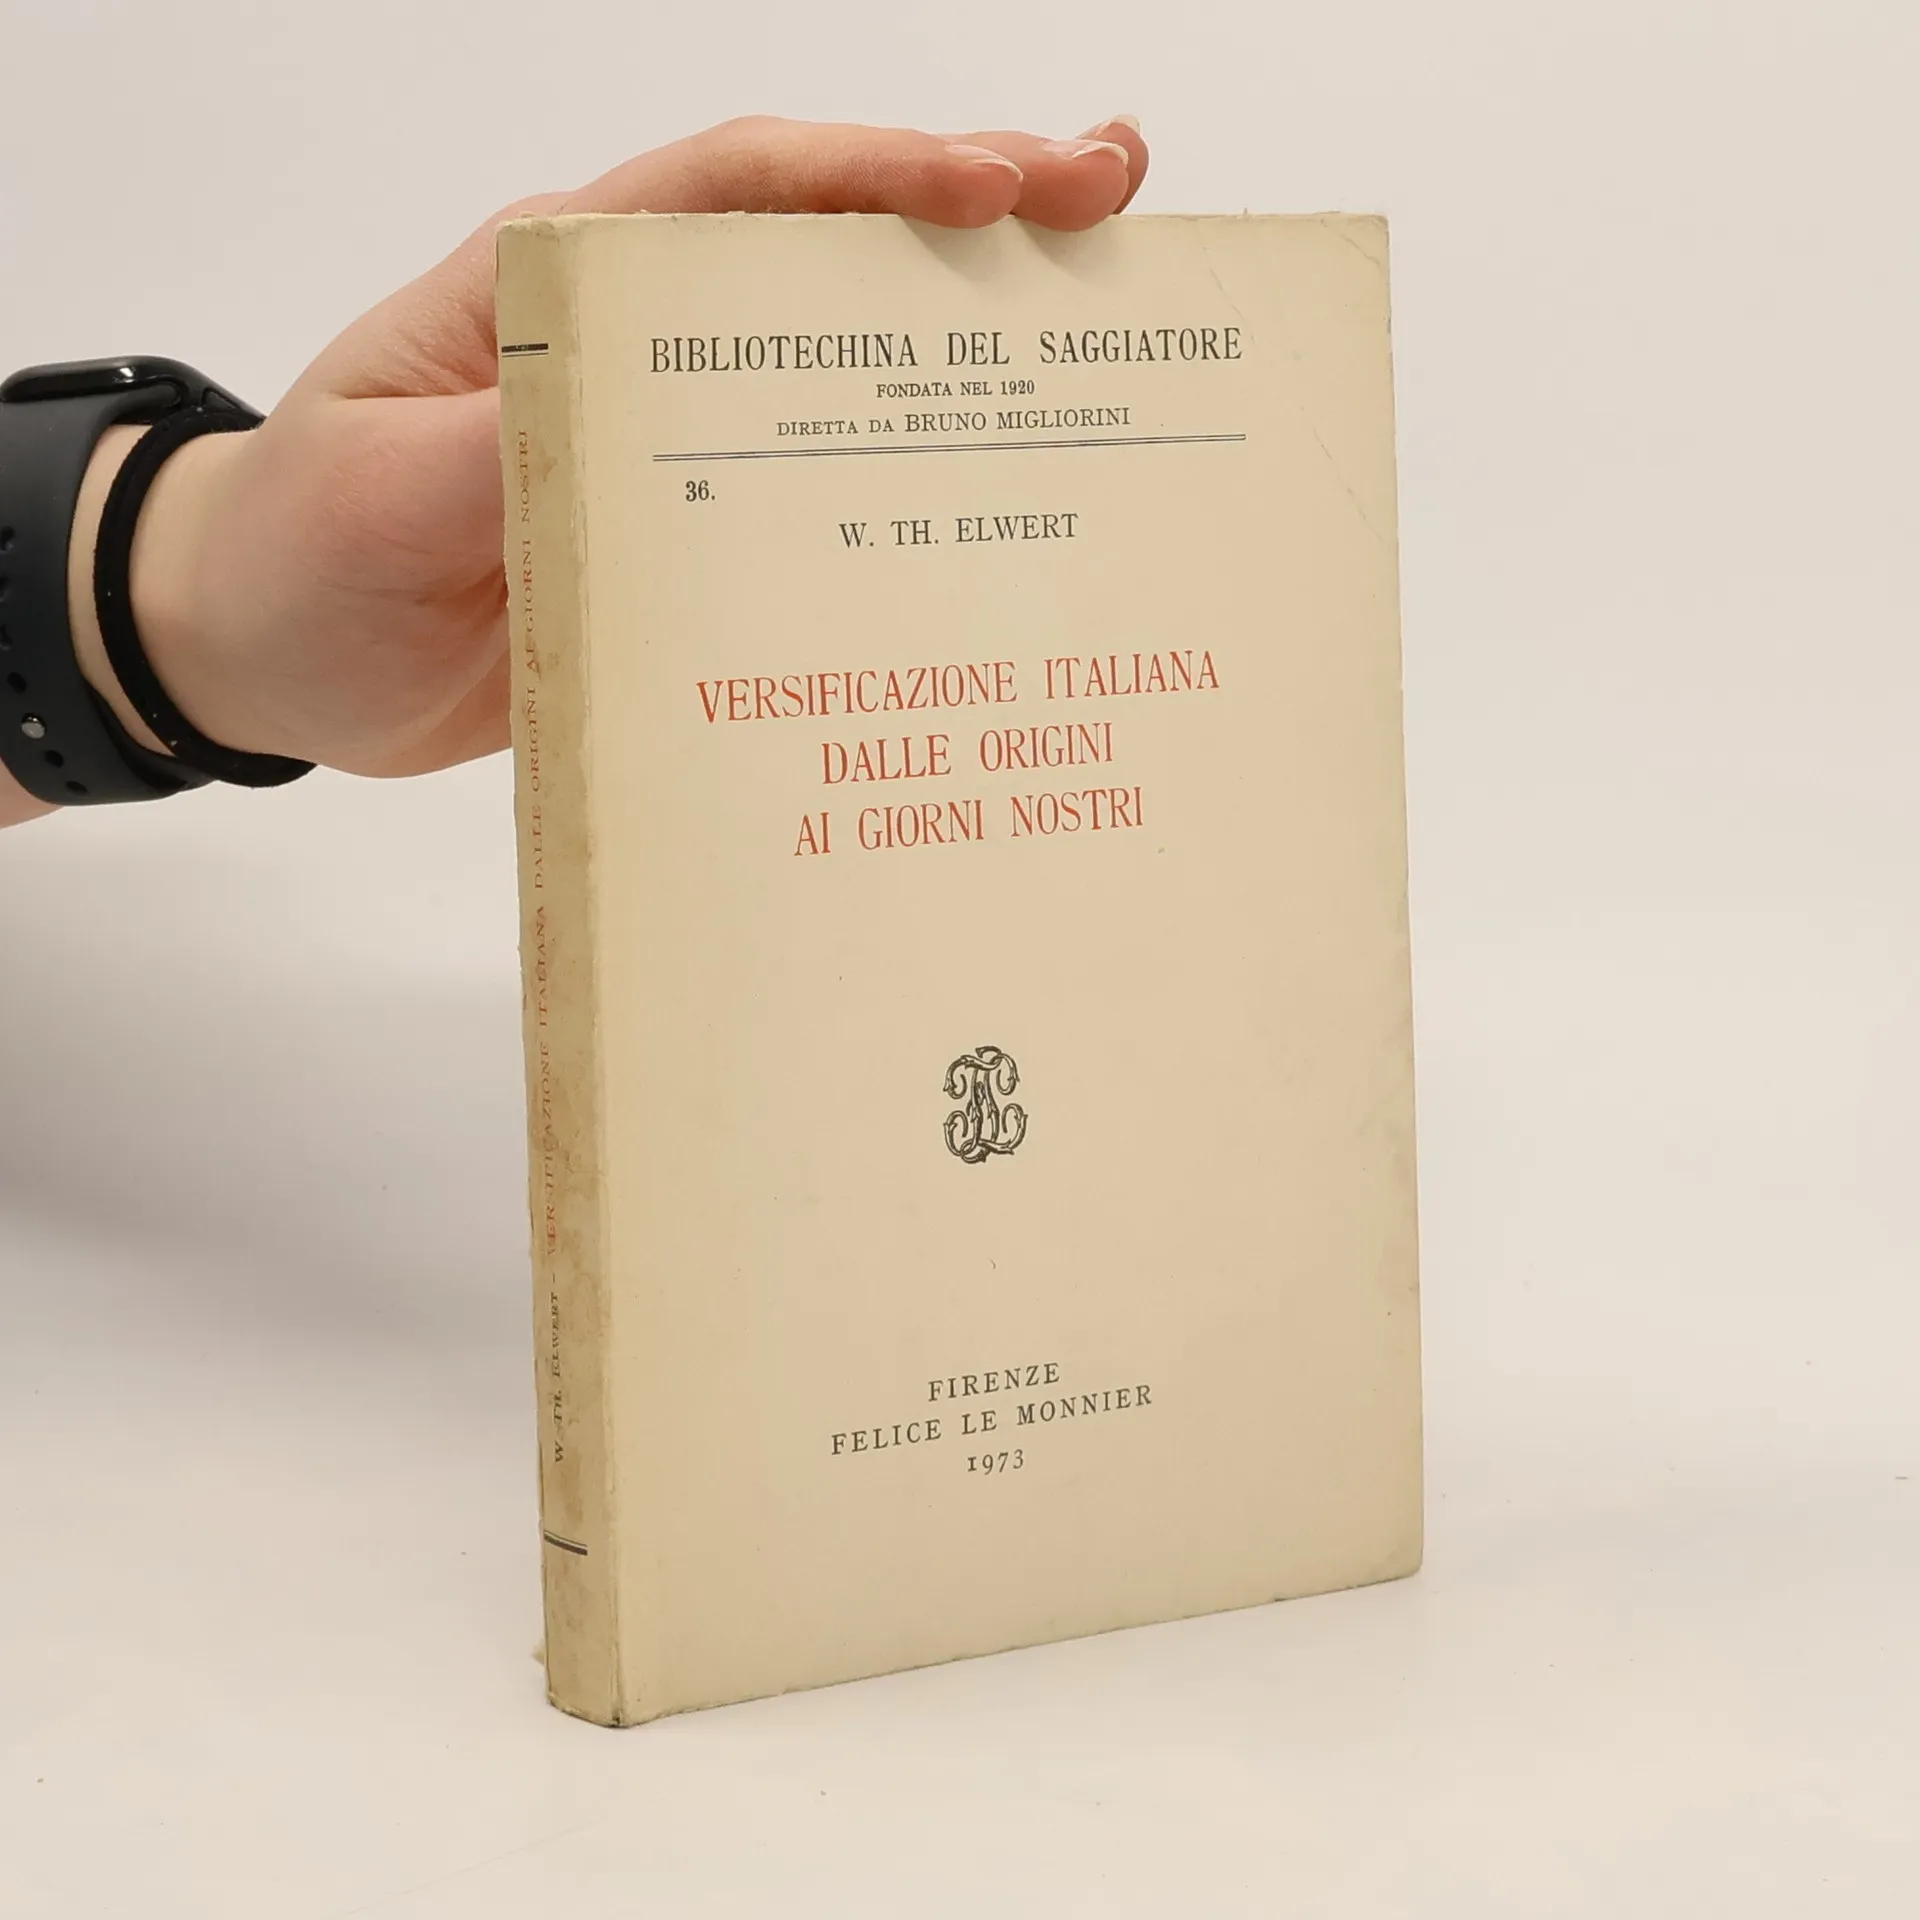 BIBLIOTECHINA DEL SAGGIATORE
FONDATA NEL 1920
DIRETTA DA BRUNO MIGLIORINI
36.
W. TH. ELWERT
VERSIFICAZIONE ITALIANA
DALLE ORIGINI
AI GIORNI NOSTRI
FIRENZE
FELICE LE MONNIER
1973
W. TH. ELWERT - VERSIFICAZIONE ITALIANA DALLE ORIGINI AI GIORNI NOSTRI